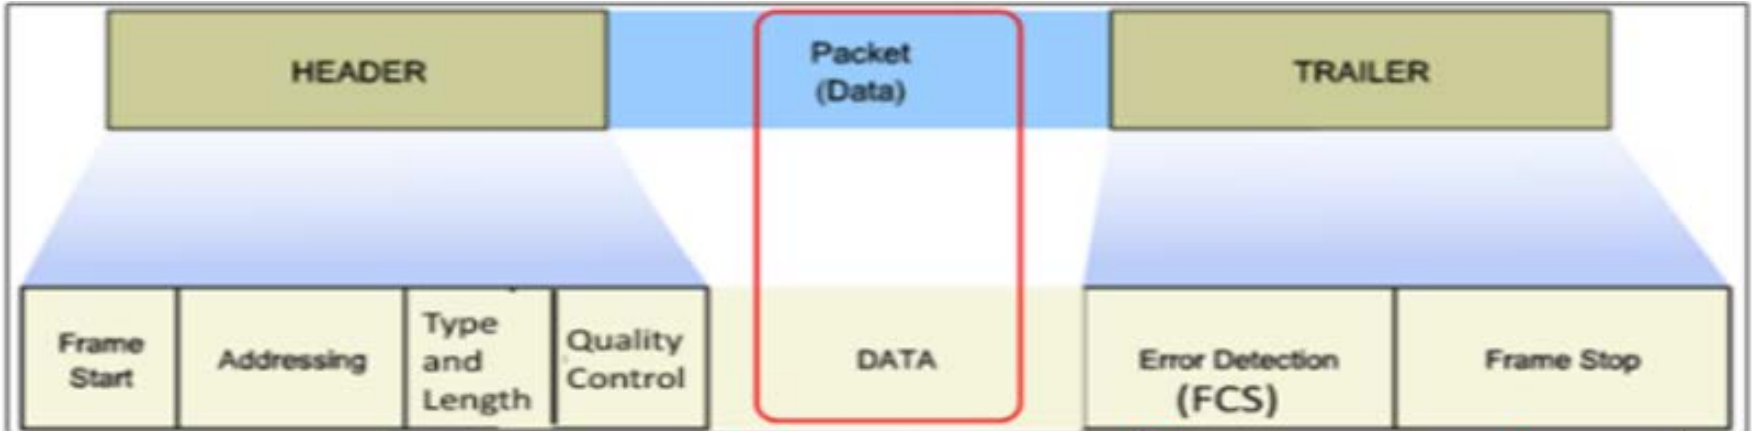 HEADER
Packet
(Data)
TRAILER
Frame
Start
Addressing
Type
and
Length
Quality
Control
DATA
Error Detection
(FCS)
Frame Stop